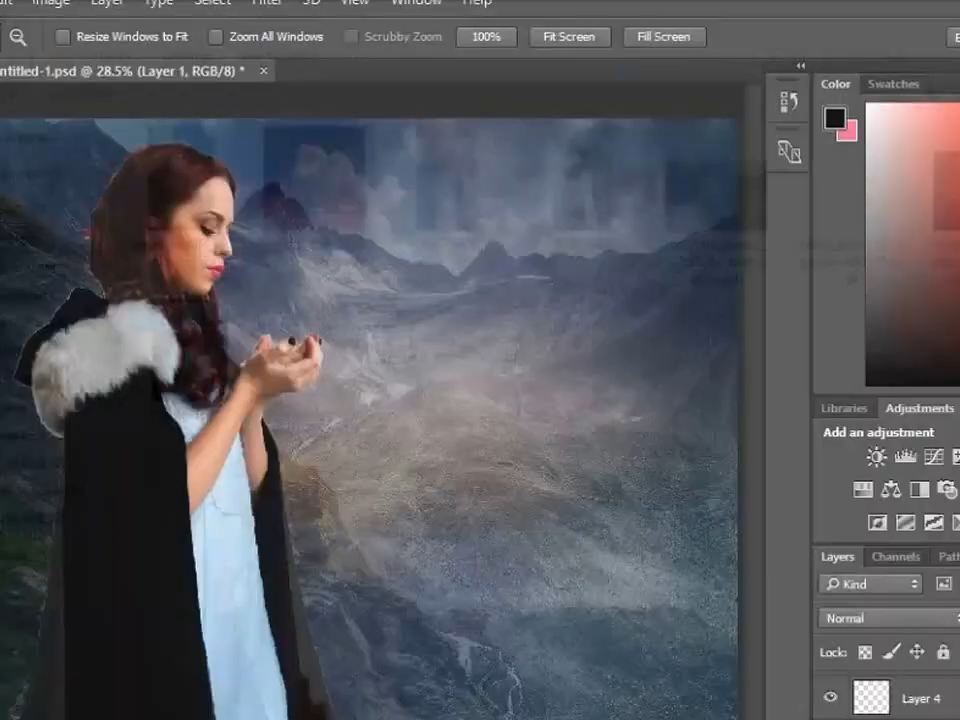 Image Layer Type Select Filter 3D View Window Help
Resize Windows to Fit Zoom All Windows Scrubby Zoom 100% Fit Screen Fill Screen
ntitled-1.psd @ 28.5% (Layer 1, RGB/8) * ×
Color Swatches
Libraries Adjustments
Add an adjustment
Layers Channels Pat
Kind
Normal
Lock:
Layer 4